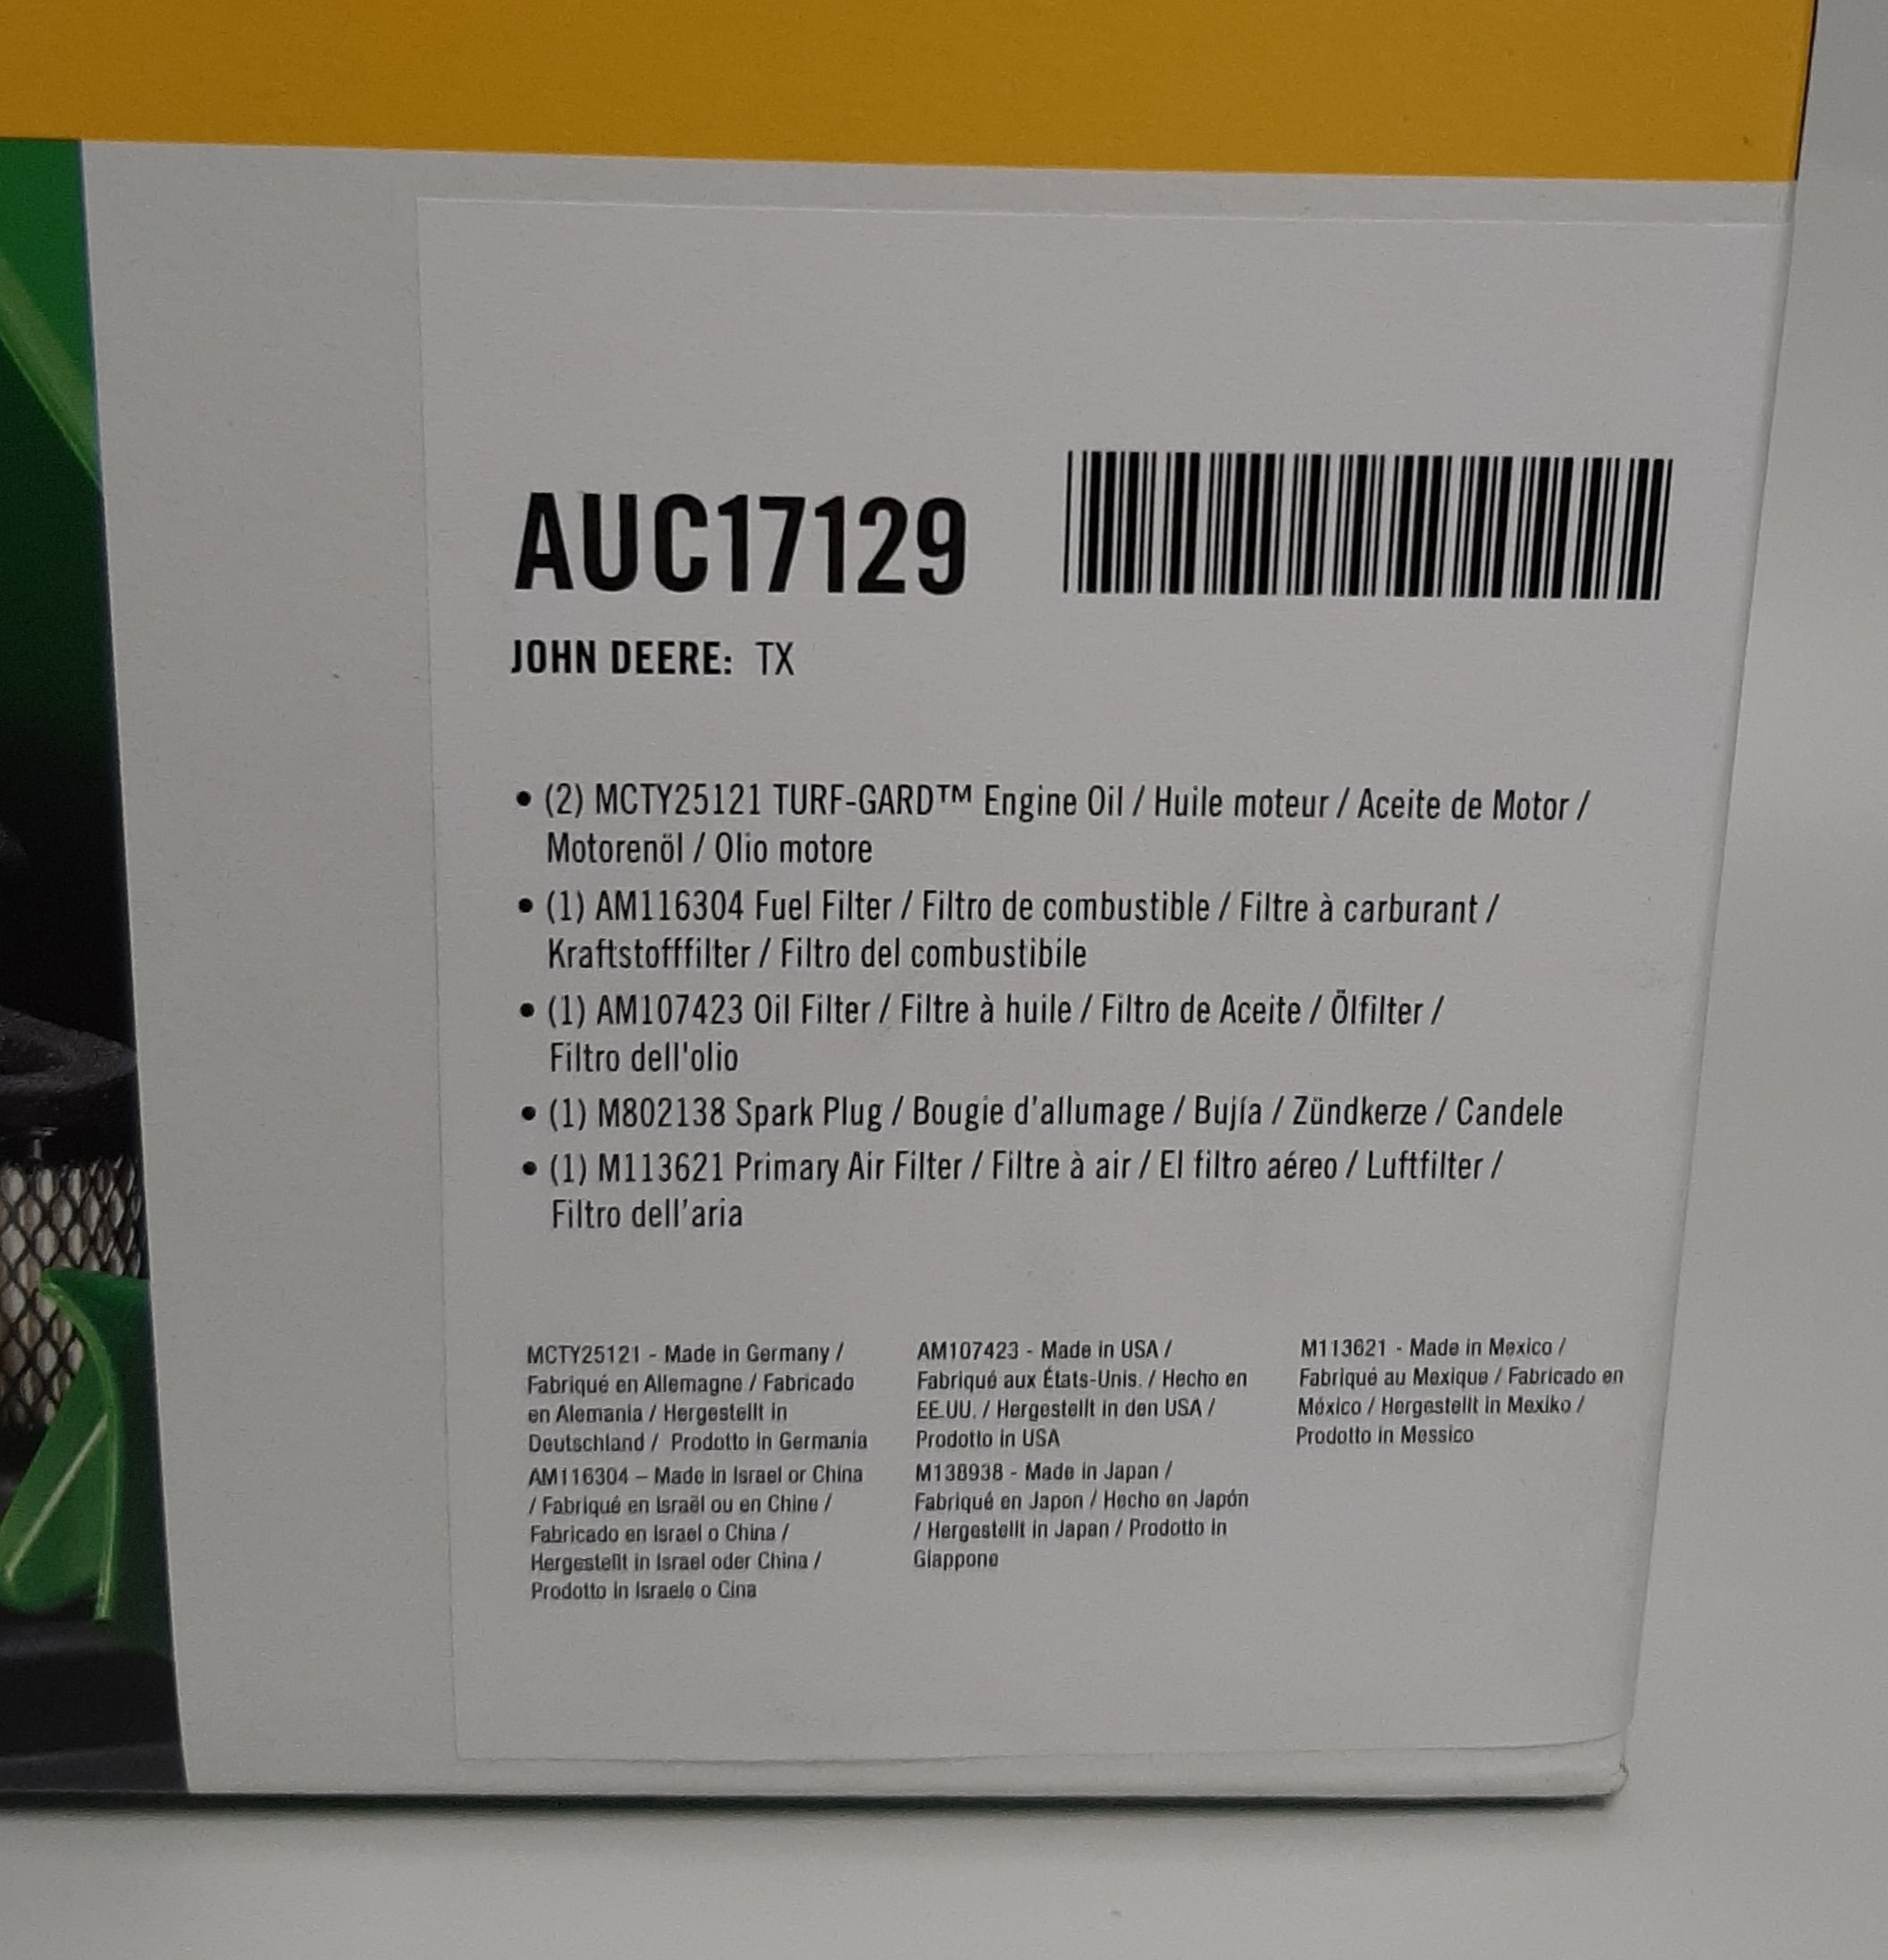 AUC17129
JOHN DEERE: TX
• (2) MCTY25121 TURF-GARD™ Engine Oil / Huile moteur / Aceite de Motor /
Motorenöl / Olio motore
• (1) AM116304 Fuel Filter / Filtro de combustible / Filtre à carburant /
Kraftstofffilter / Filtro del combustibile
• (1) AM107423 Oil Filter / Filtre à huile / Filtro de Aceite / Ölfilter /
Filtro dell'olio
• (1) M802138 Spark Plug / Bougie d'allumage / Bujía / Zündkerze / Candele
• (1) M113621 Primary Air Filter / Filtre à air / El filtro aéreo / Luftfilter /
Filtro dell'aria
MCTY25121 - Made in Germany /
Fabriqué en Allemagne / Fabricado
en Alemania / Hergestellt in
Deutschland / Prodotto in Germania
AM116304 – Made in Israel or China
/ Fabriqué en Israël ou en Chine /
Fabricado en Israel o China /
Hergestellt in Israel oder China /
Prodotto in Israele o Cina
AM107423 - Made in USA /
Fabriqué aux États-Unis. / Hecho en
EE.UU. / Hergestellt in den USA /
Prodotto in USA
M138938 - Made in Japan /
Fabriqué en Japon / Hecho en Japón
/ Hergestellt in Japan / Prodotto in
Giappone
M113621 - Made in Mexico /
Fabriqué au Mexique / Fabricado en
México / Hergestellt in Mexiko /
Prodotto in Messico